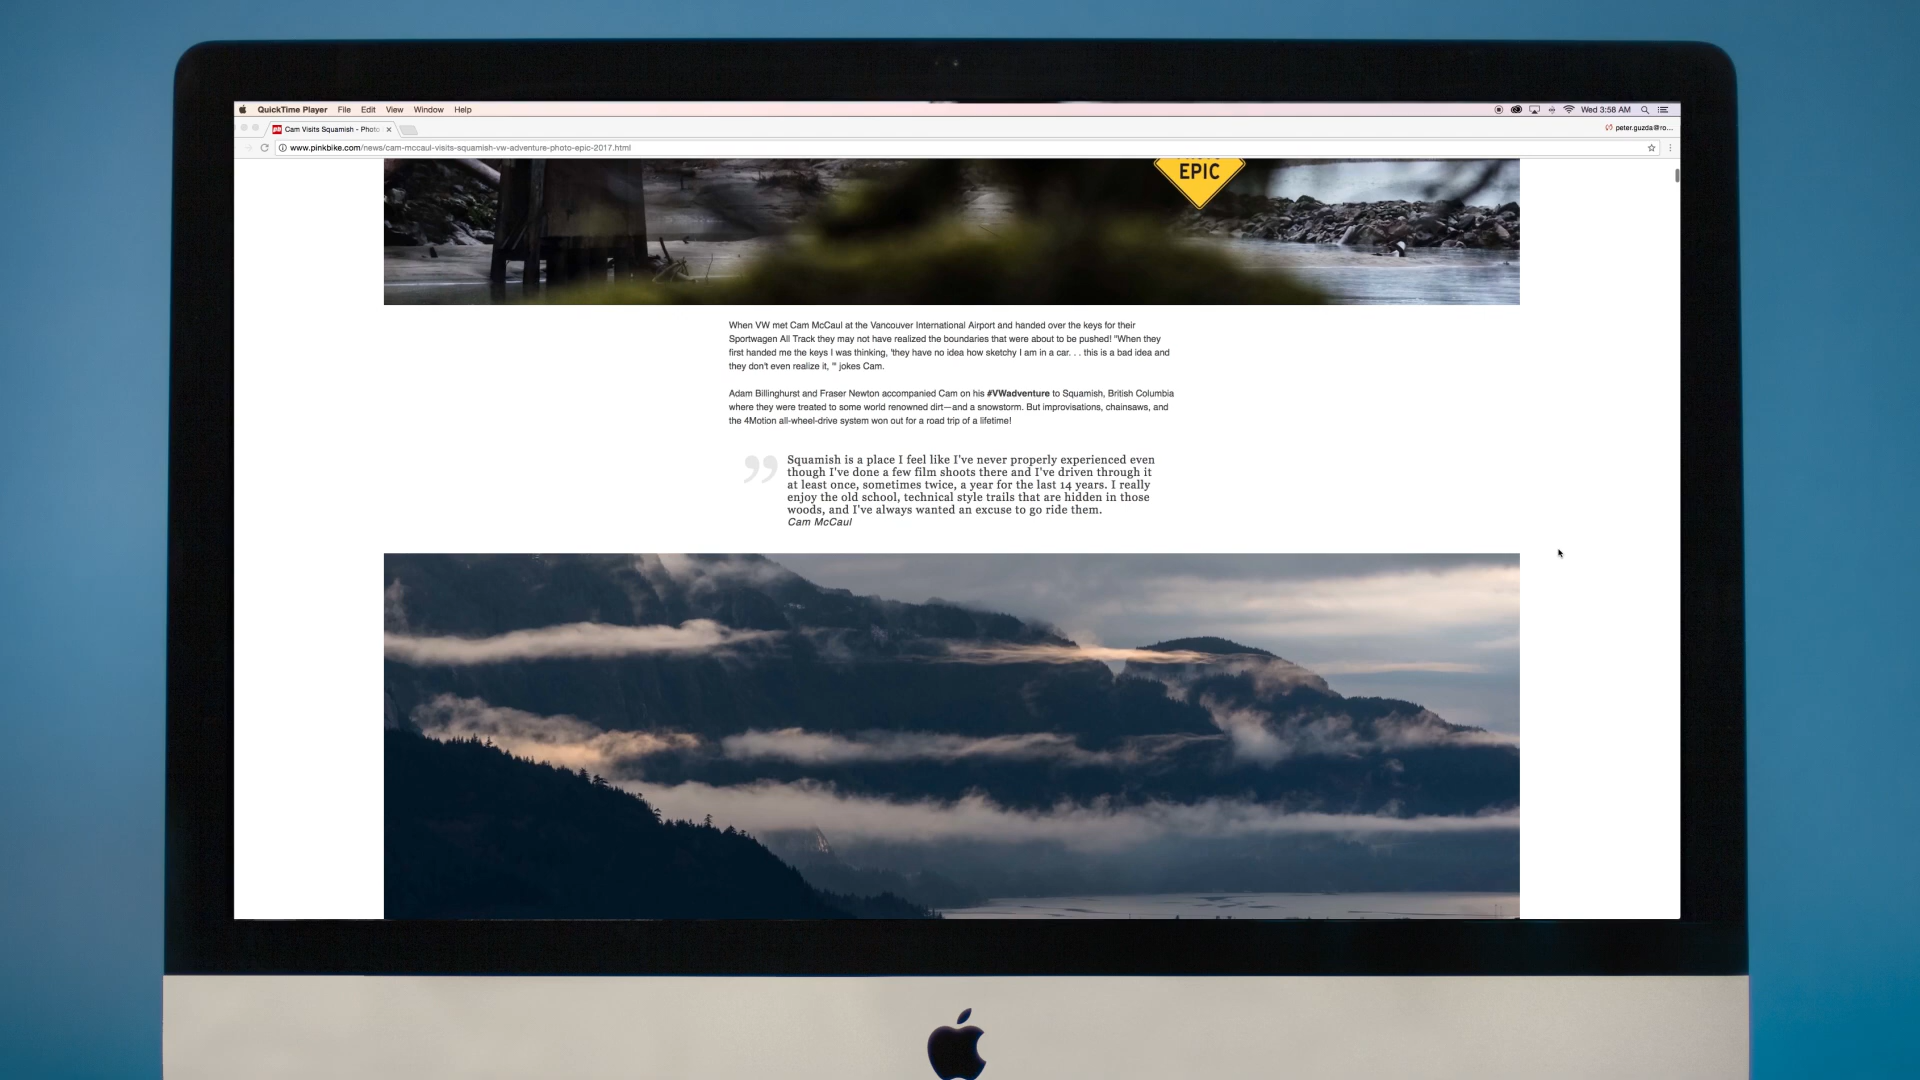 QuickTime Player File Edit View Window Help Wed 3:58 AM
Cam Visits Squamish - Photo peter.guzda@ro...
www.pinkbike.com/news/cam-mccaul-visits-squamish-vw-adventure-photo-epic-2017.html
EPIC
When VW met Cam McCaul at the Vancouver International Airport and handed over the keys for their
Sportwagen All Track they may not have realized the boundaries that were about to be pushed! "When they
first handed me the keys I was thinking, 'they have no idea how sketchy I am in a car. . . this is a bad idea and
they don't even realize it, '" jokes Cam.
Adam Billinghurst and Fraser Newton accompanied Cam on his #VWadventure to Squamish, British Columbia
where they were treated to some world renowned dirt—and a snowstorm. But improvisations, chainsaws, and
the 4Motion all-wheel-drive system won out for a road trip of a lifetime!
Squamish is a place I feel like I've never properly experienced even
though I've done a few film shoots there and I've driven through it
at least once, sometimes twice, a year for the last 14 years. I really
enjoy the old school, technical style trails that are hidden in those
woods, and I've always wanted an excuse to go ride them.
Cam McCaul